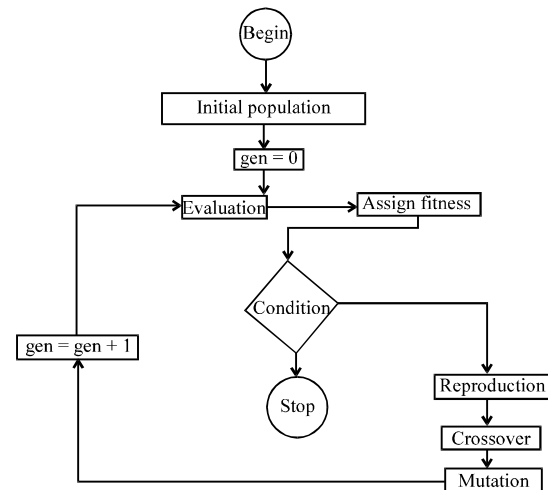 Begin
Initial population
gen = 0
Evaluation
Assign fitness
Condition
gen = gen + 1
Stop
Reproduction
Crossover
Mutation